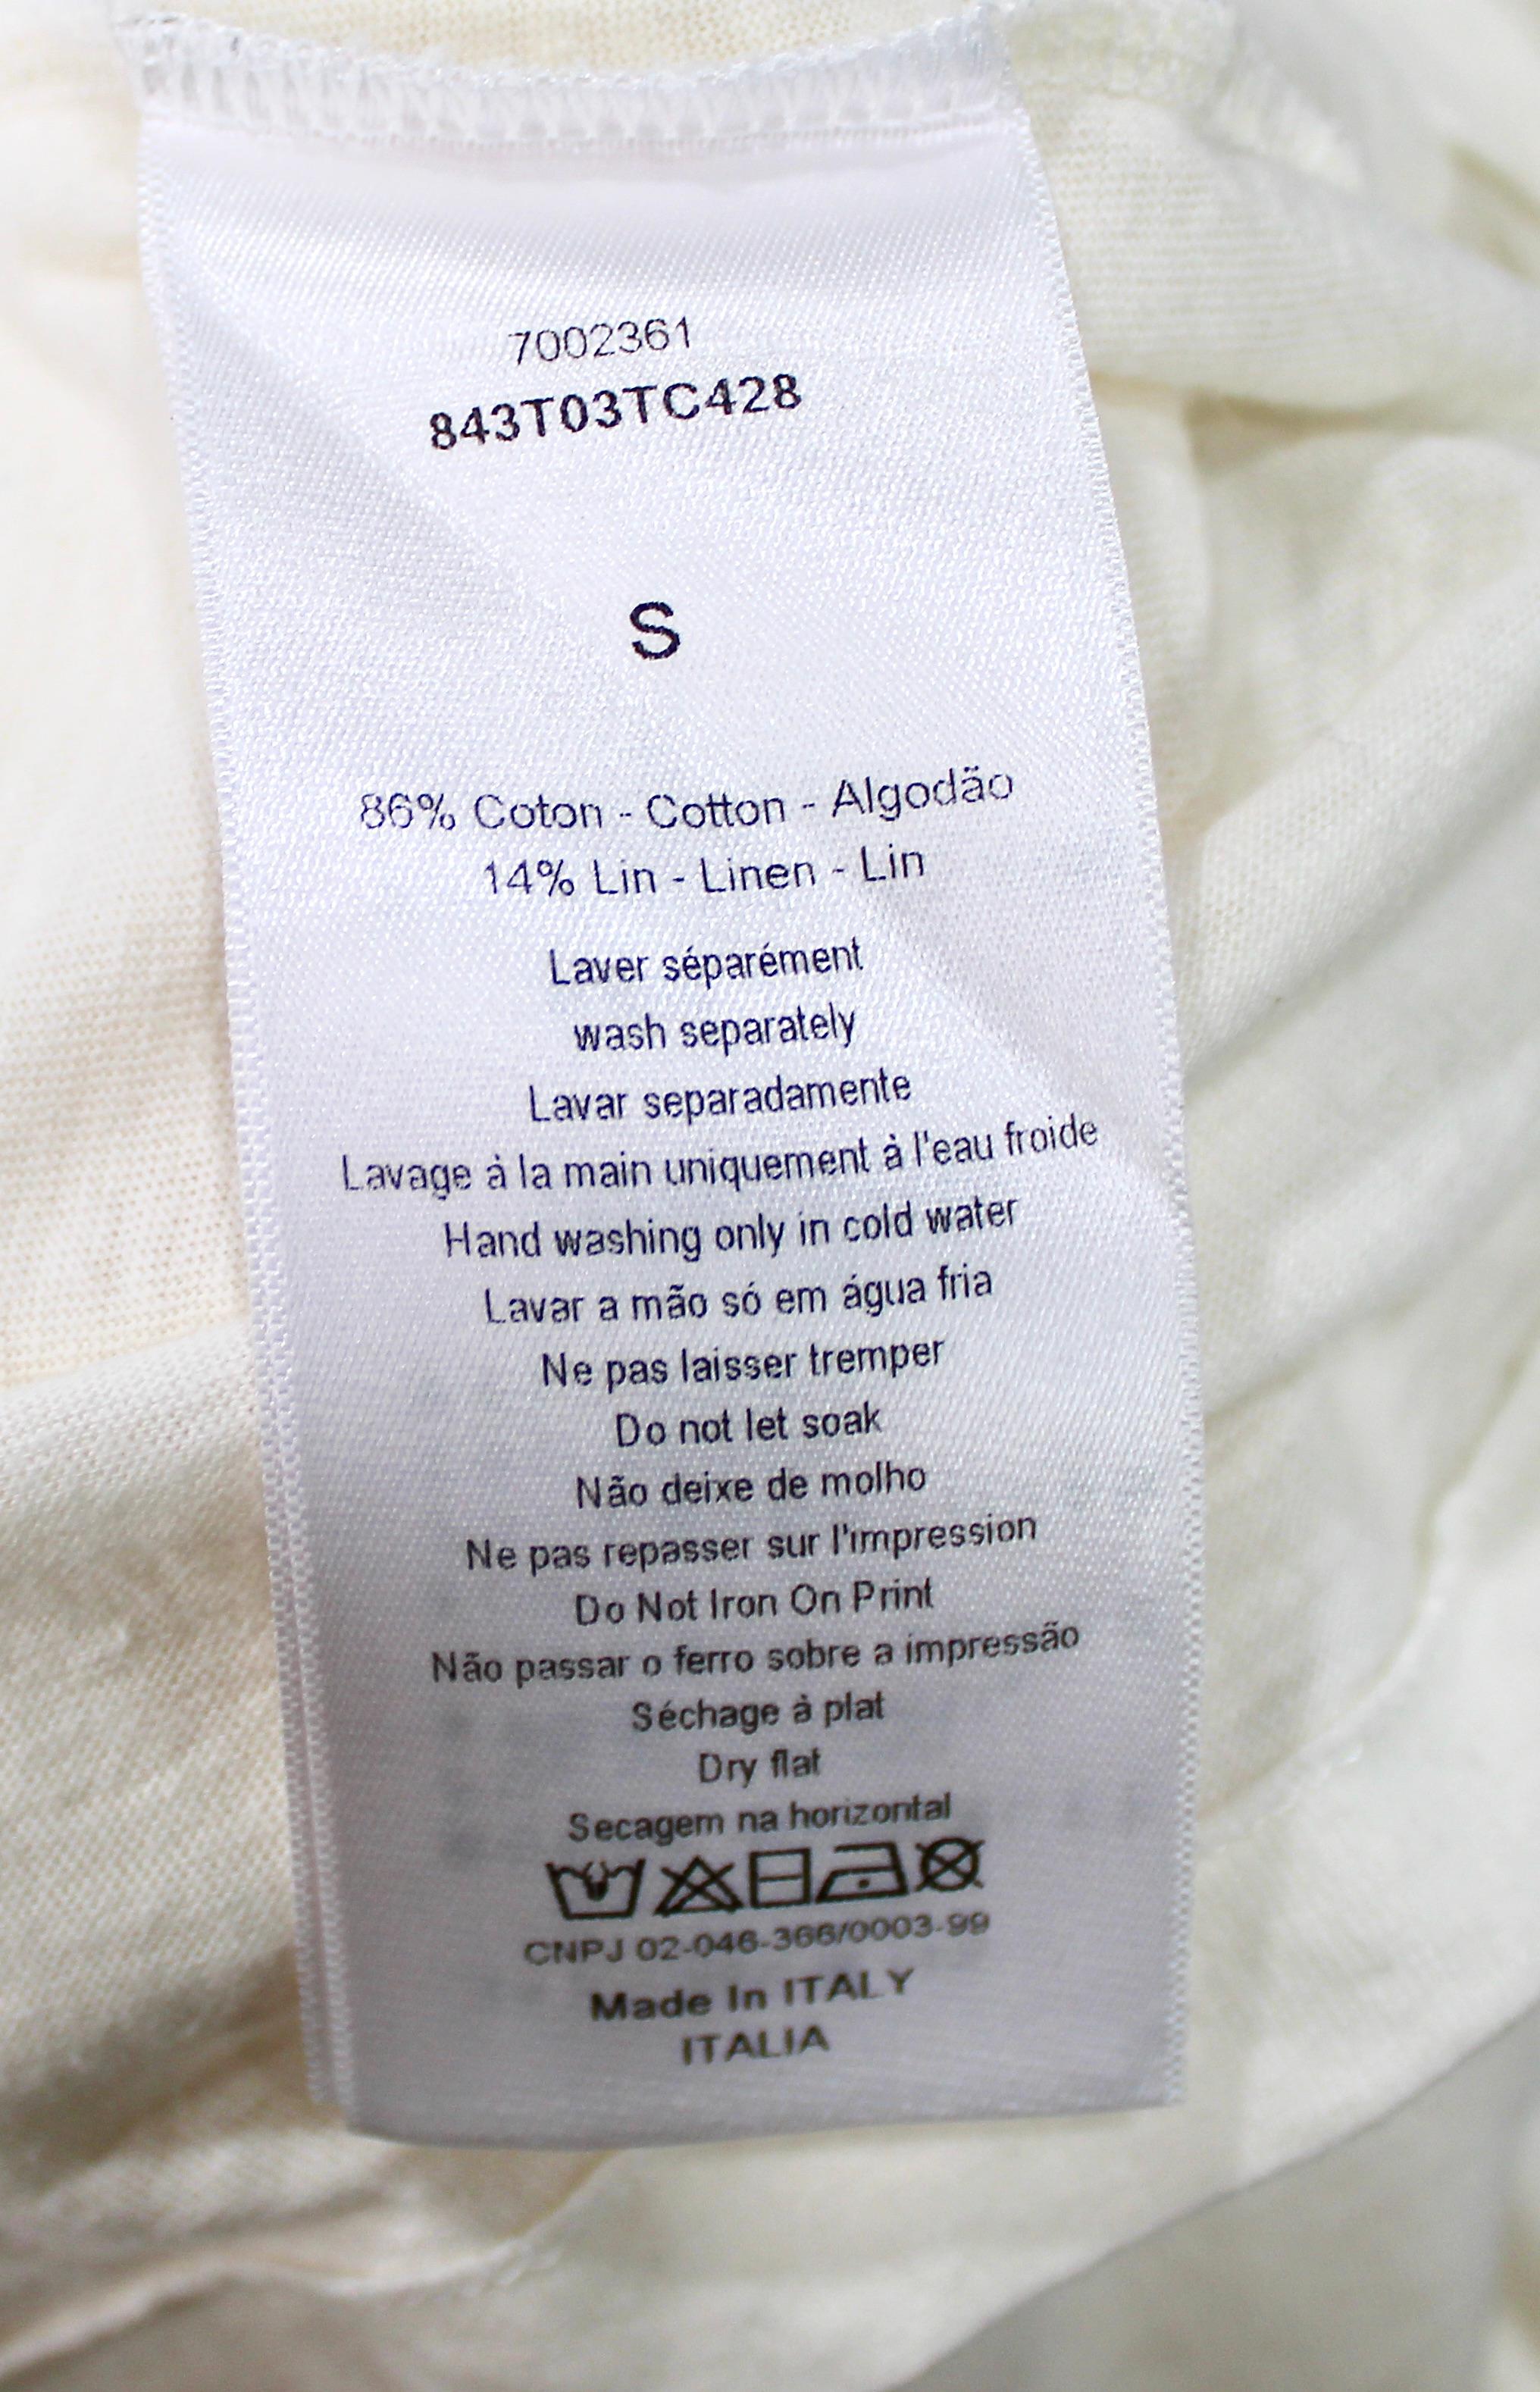 7002361
843T03TC428
S
86% Coton - Cotton - Algodão
14% Lin - Linen - Lin
Laver séparément
wash separately
Lavar separadamente
Lavage à la main uniquement à l'eau froide
Hand washing only in cold water
Lavar a mão só em água fria
Ne pas laisser tremper
Do not let soak
Não deixe de molho
Ne pas repasser sur l'impression
Do Not Iron On Print
Não passar o ferro sobre a impressão
Séchage à plat
Dry flat
Secagem na horizontal
CNPJ 02-046-366/0003-99
Made In ITALY
ITALIA